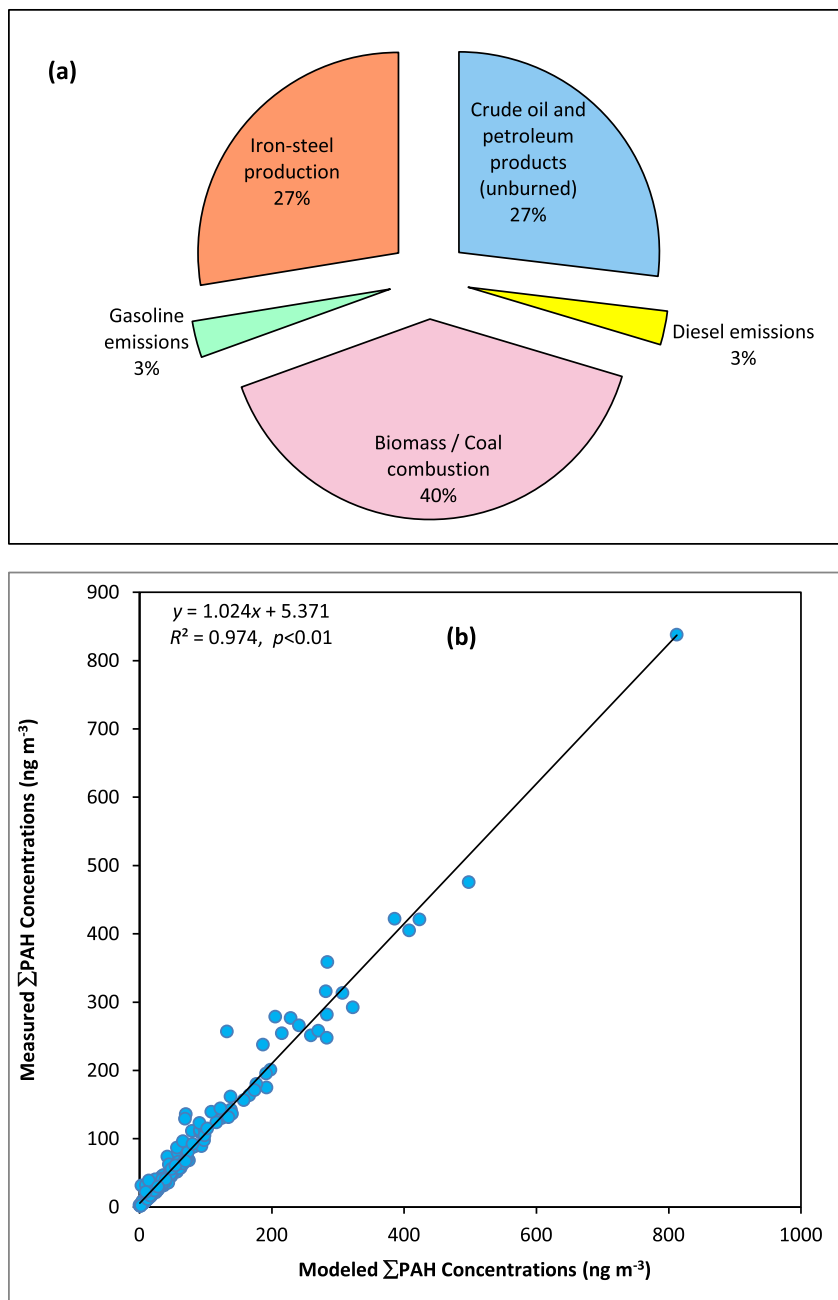 (a)
Iron-steel
production
27%
Crude oil and
petroleum
products
(unburned)
27%
Gasoline
emissions
3%
Diesel emissions
3%
Biomass / Coal
combustion
40%
y = 1.024x + 5.371
R² = 0.974, p<0.01
(b)
Measured ∑PAH Concentrations (ng m⁻³)
900
800
700
600
500
400
300
200
100
0
0 200 400 600 800 1000
Modeled ∑PAH Concentrations (ng m⁻³)